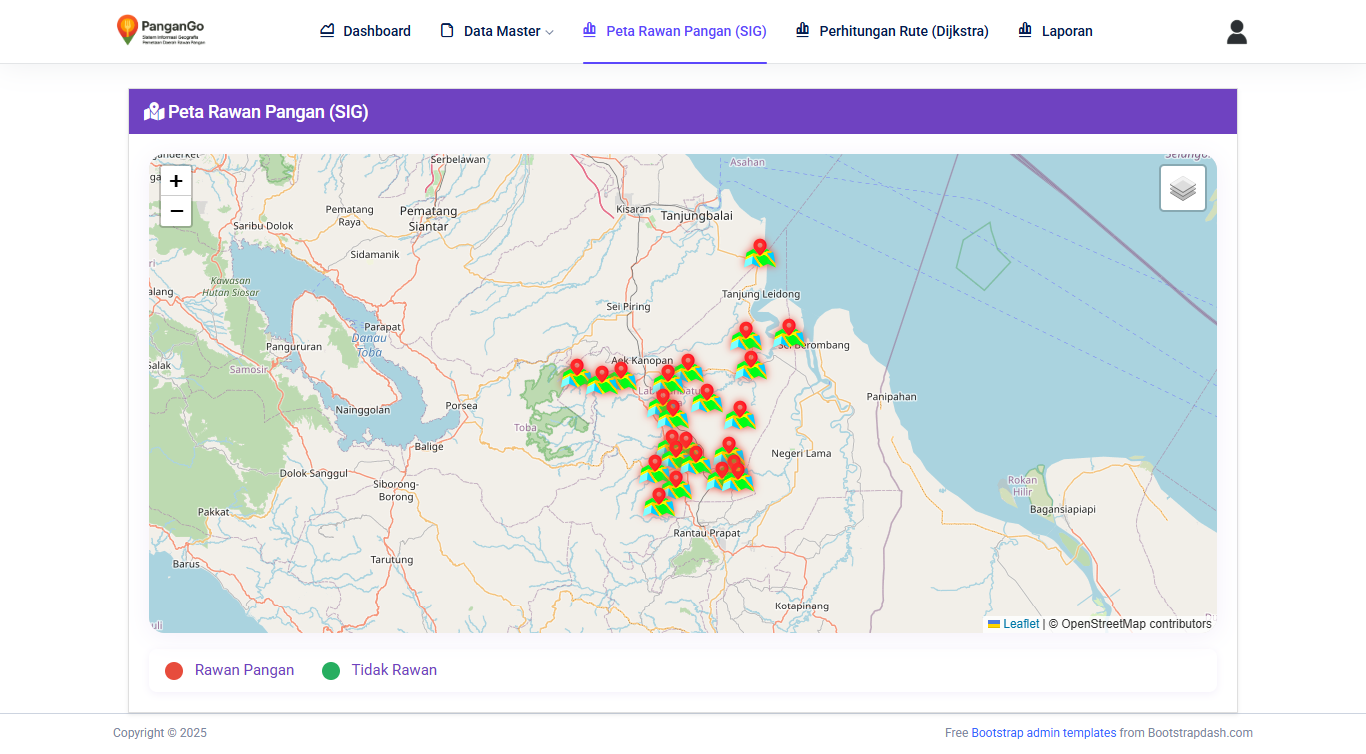 PanganGo
Sistem Informasi Geografis
Pemetaan Daerah Rawan Pangan
Dashboard
Data Master
Peta Rawan Pangan (SIG)
Perhitungan Rute (Dijkstra)
Laporan
Peta Rawan Pangan (SIG)
+
−
Serbelawan
Asahan
Kisaran
Tanjungbalai
Pematang
Raya
Pematang
Siantar
Saribu Dolok
Sidamanik
Kawasan
Hutan Siosar
Tanjung Leidong
Sei Piring
Parapat
Danau
Toba
Pangururan
Berombang
Samosir
Aek Kanopan
Panipahan
Nainggolan
Porsea
Toba
Balige
Negeri Lama
Dolok Sanggul
Siborong-
Borong
Rokan
Hilir
Bagansiapiapi
Pakkat
Rantau Prapat
Barus
Tarutung
Kotapinang
Leaflet | © OpenStreetMap contributors
Rawan Pangan
Tidak Rawan
Copyright © 2025
Free Bootstrap admin templates from Bootstrapdash.com